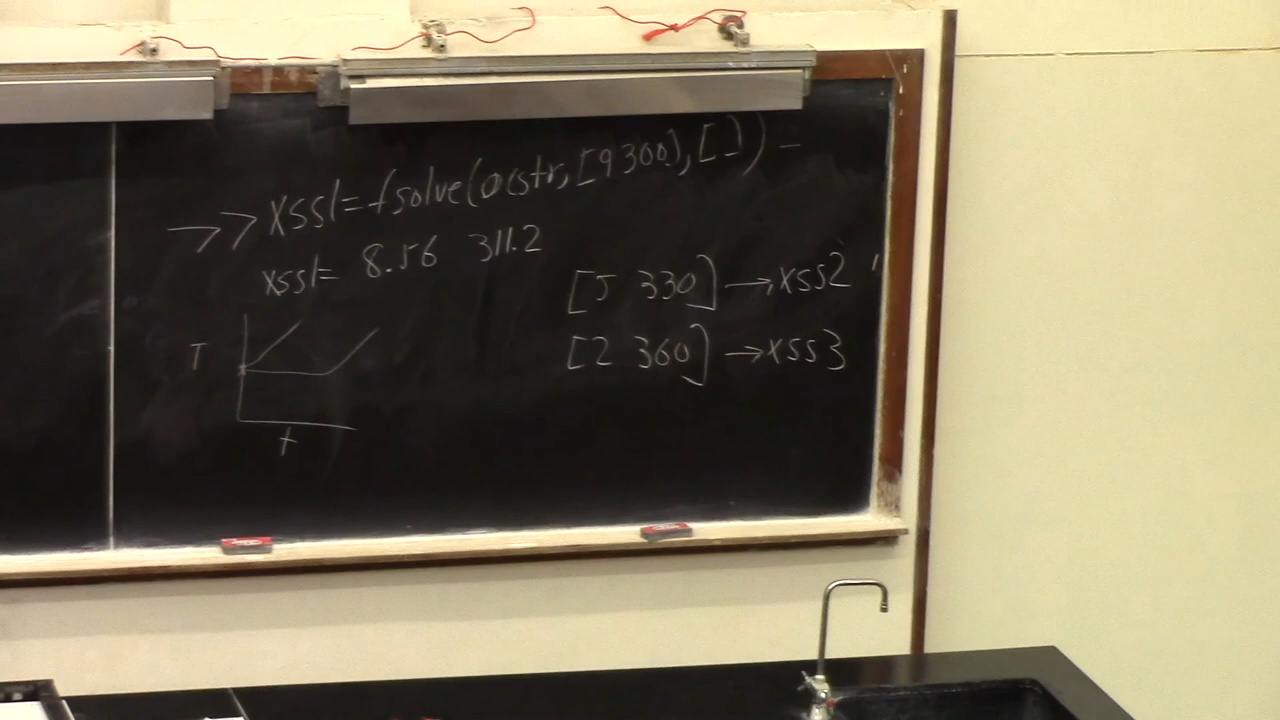 >> xss1=fsolve(@cstr,[9 300],[])
xss1= 8.56 311.2
[5 330] → xss2
[2 360] → xss3
T
t